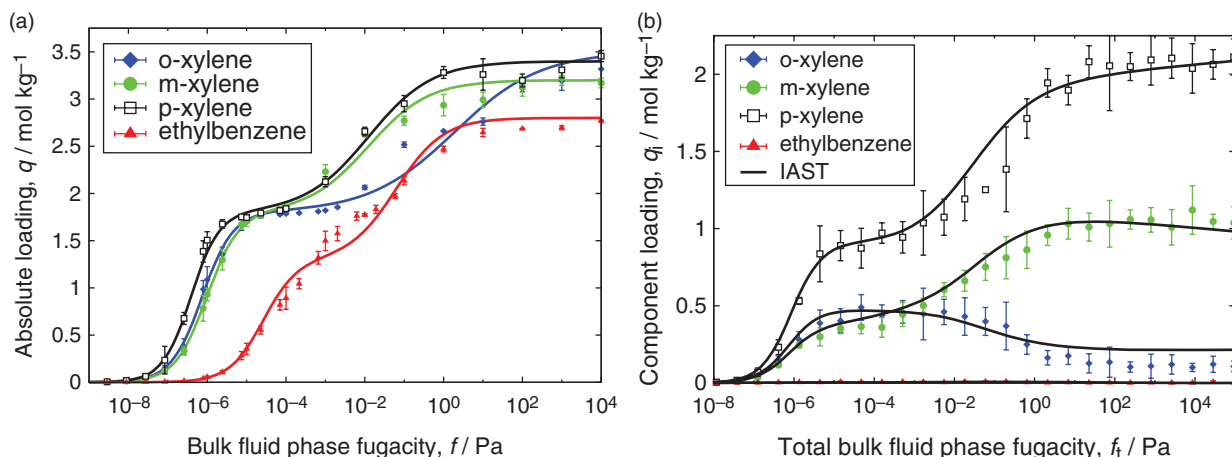 (a)
3.5
3
2.5
2
1.5
1
0.5
0
Absolute loading, q / mol kg⁻¹
o-xylene
m-xylene
p-xylene
ethylbenzene
10⁻⁸ 10⁻⁶ 10⁻⁴ 10⁻² 10⁰ 10² 10⁴
Bulk fluid phase fugacity, f / Pa
(b)
2
1.5
1
0.5
0
Component loading, qᵢ / mol kg⁻¹
o-xylene
m-xylene
p-xylene
ethylbenzene
IAST
10⁻⁸ 10⁻⁶ 10⁻⁴ 10⁻² 10⁰ 10² 10⁴
Total bulk fluid phase fugacity, fₜ / Pa